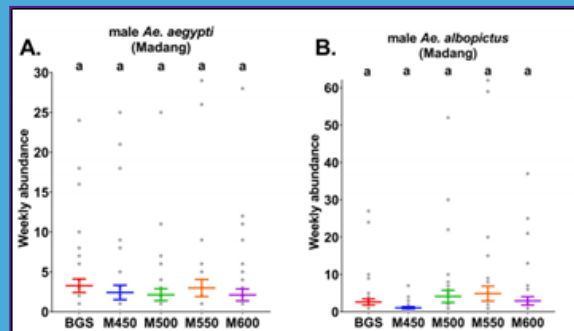 A.
male Ae. aegypti
(Madang)
a a a a a
Weekly abundance
30
25
20
15
10
5
0
BGS M450 M500 M550 M600
B.
male Ae. albopictus
(Madang)
a a a a a
Weekly abundance
60
50
40
30
20
10
0
BGS M450 M500 M550 M600